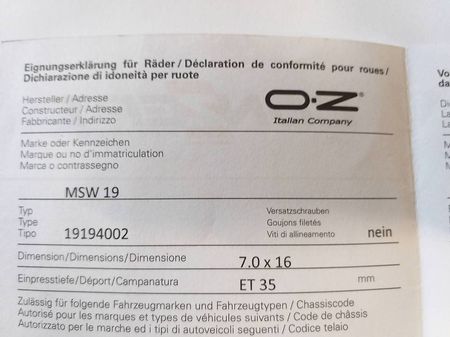 Eignungserklärung für Räder / Déclaration de conformité pour roues /
Dichiarazione di idoneità per ruote
Hersteller / Adresse
Constructeur / Adresse
Fabbricante / Indirizzo
O·Z®
Italian Company
Marke oder Kennzeichen
Marque ou no d'immatriculation
Marca o contrassegno
MSW 19
Typ
Type
Tipo 19194002
Versatzschrauben
Goujons filetés
Viti di allineamento nein
Dimension / Dimensions / Dimensione 7.0 x 16
Einpresstiefe / Déport / Campanatura ET 35 mm
Zulässig für folgende Fahrzeugmarken und Fahrzeugtypen / Chassiscode
Autorisé pour les marques et types de véhicules suivants / Code de châssis
Autorizzato per le marche ed i tipi di autoveicoli seguenti / Codice telaio